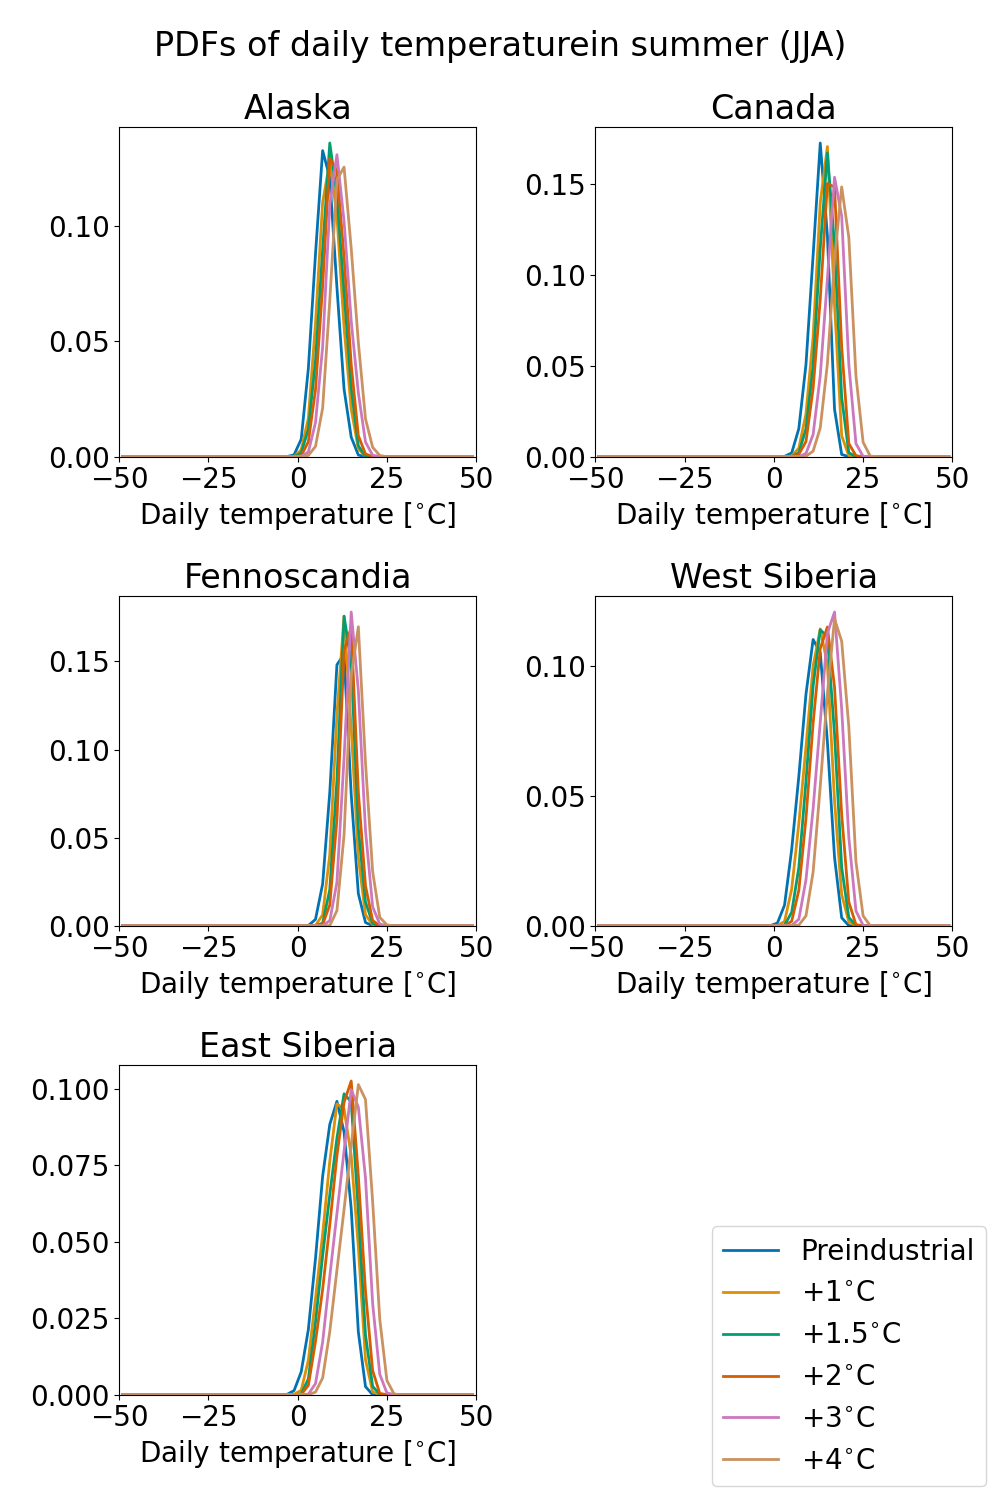 PDFs of daily temperaturein summer (JJA)
Alaska
Canada
0.10
0.05
0.00
−50 −25 0 25 50
Daily temperature [°C]
0.15
0.10
0.05
0.00
−50 −25 0 25 50
Daily temperature [°C]
Fennoscandia
West Siberia
0.15
0.10
0.05
0.00
−50 −25 0 25 50
Daily temperature [°C]
0.10
0.05
0.00
−50 −25 0 25 50
Daily temperature [°C]
East Siberia
0.100
0.075
0.050
0.025
0.000
−50 −25 0 25 50
Daily temperature [°C]
Preindustrial
+1°C
+1.5°C
+2°C
+3°C
+4°C